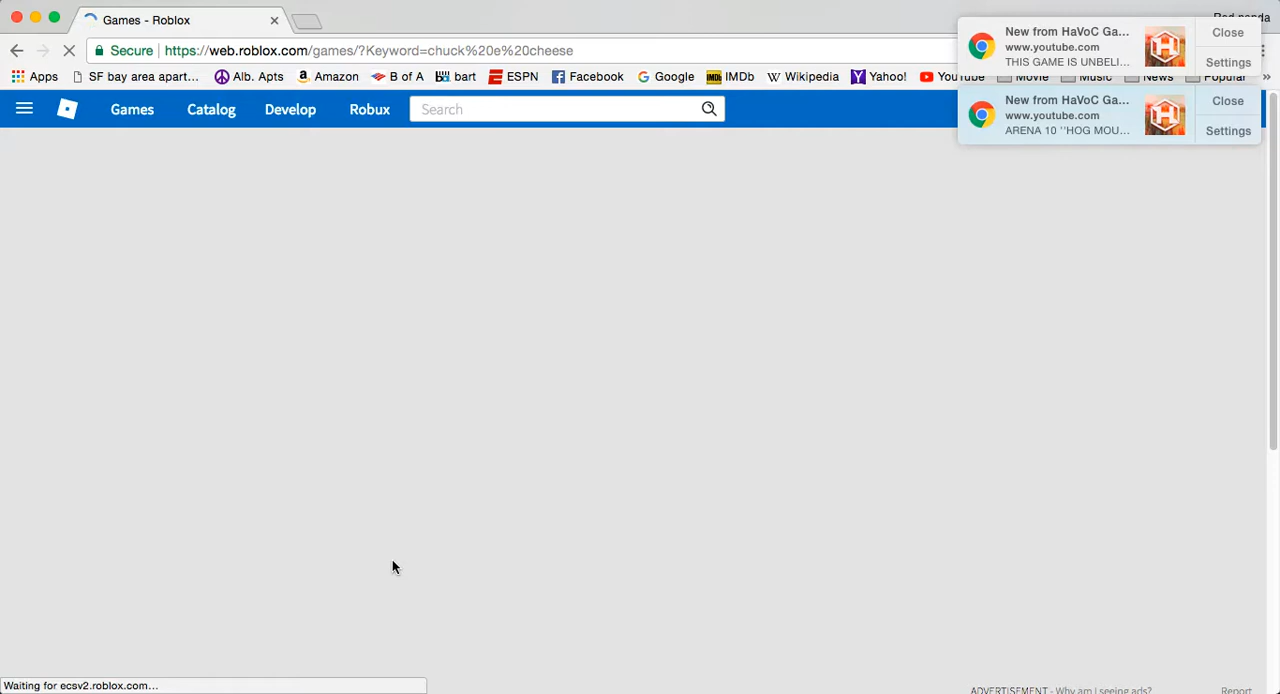 Games - Roblox
Secure https://web.roblox.com/games/?Keyword=chuck%20e%20cheese
Apps SF bay area apart... Alb. Apts Amazon B of A bart ESPN Facebook Google IMDb Wikipedia Yahoo! YouTube Movie Music News Popular »
Games Catalog Develop Robux Search
New from HaVoC Ga...
www.youtube.com
THIS GAME IS UNBELI...
Close
Settings
New from HaVoC Ga...
www.youtube.com
ARENA 10 "HOG MOU...
Close
Settings
Waiting for ecsv2.roblox.com...
ADVERTISEMENT - Why am I seeing ads? Report